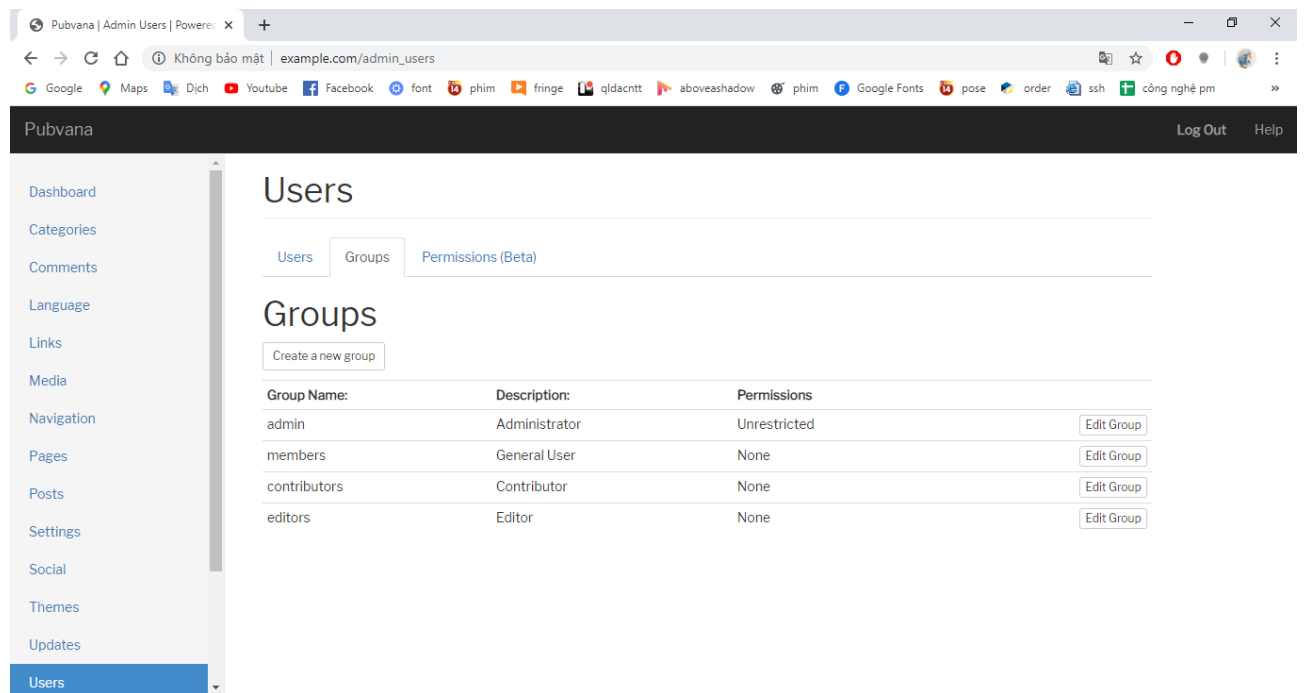 Pubvana | Admin Users | Powered
Không bảo mật | example.com/admin_users
Google Maps Dịch Youtube Facebook font phim fringe qldacntt aboveashadow phim Google Fonts pose order ssh công nghệ pm »
Pubvana Log Out Help
Dashboard
Categories
Comments
Language
Links
Media
Navigation
Pages
Posts
Settings
Social
Themes
Updates
Users
Users
Users Groups Permissions (Beta)
Groups
Create a new group
Group Name: Description: Permissions
admin Administrator Unrestricted Edit Group
members General User None Edit Group
contributors Contributor None Edit Group
editors Editor None Edit Group